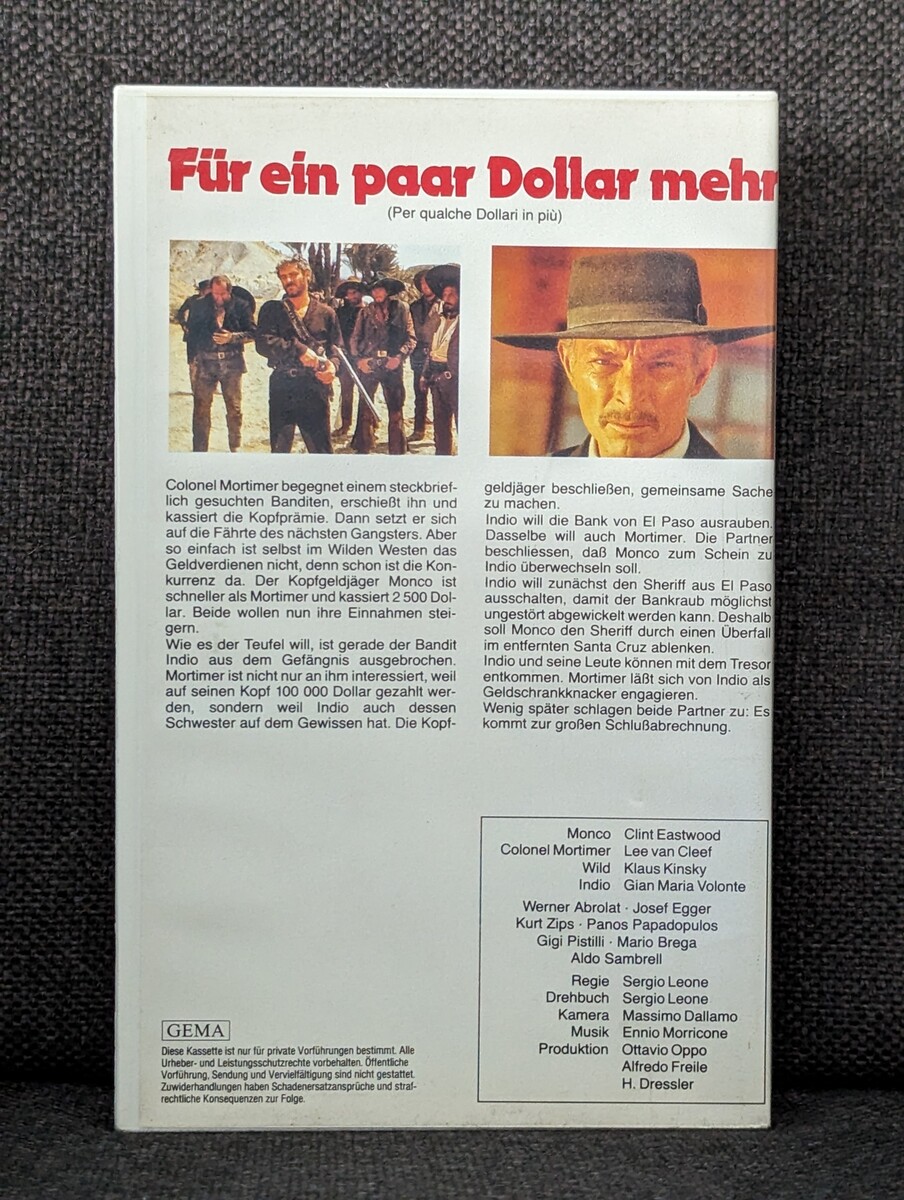 Für ein paar Dollar mehr
(Per qualche Dollari in più)
Colonel Mortimer begegnet einem steckbrief-
lich gesuchten Banditen, erschießt ihn und
kassiert die Kopfprämie. Dann setzt er sich
auf die Fährte des nächsten Gangsters. Aber
so einfach ist selbst im Wilden Westen das
Geldverdienen nicht, denn schon ist die Kon-
kurrenz da. Der Kopfgeldjäger Monco ist
schneller als Mortimer und kassiert 2 500 Dol-
lar. Beide wollen nun ihre Einnahmen stei-
gern.
Wie es der Teufel will, ist gerade der Bandit
Indio aus dem Gefängnis ausgebrochen.
Mortimer ist nicht nur an ihm interessiert, weil
auf seinen Kopf 100 000 Dollar gezahlt wer-
den, sondern weil Indio auch dessen
Schwester auf dem Gewissen hat. Die Kopf-
geldjäger beschließen, gemeinsame Sache
zu machen.
Indio will die Bank von El Paso ausrauben.
Dasselbe will auch Mortimer. Die Partner
beschliessen, daß Monco zum Schein zu
Indio überwechseln soll.
Indio will zunächst den Sheriff aus El Paso
ausschalten, damit der Bankraub möglichst
ungestört abgewickelt werden kann. Deshalb
soll Monco den Sheriff durch einen Überfall
im entfernten Santa Cruz ablenken.
Indio und seine Leute können mit dem Tresor
entkommen. Mortimer läßt sich von Indio als
Geldschrankknacker engagieren.
Wenig später schlagen beide Partner zu: Es
kommt zur großen Schlußabrechnung.
Monco Clint Eastwood
Colonel Mortimer Lee van Cleef
Wild Klaus Kinsky
Indio Gian Maria Volonte
Werner Abrolat · Josef Egger
Kurt Zips · Panos Papadopulos
Gigi Pistilli · Mario Brega
Aldo Sambrell
Regie Sergio Leone
Drehbuch Sergio Leone
Kamera Massimo Dallamo
Musik Ennio Morricone
Produktion Ottavio Oppo
Alfredo Freile
H. Dressler
GEMA
Diese Kassette ist nur für private Vorführungen bestimmt. Alle
Urheber- und Leistungsschutzrechte vorbehalten. Öffentliche
Vorführung, Sendung und Vervielfältigung sind nicht gestattet.
Zuwiderhandlungen haben Schadenersatzansprüche und straf-
rechtliche Konsequenzen zur Folge.